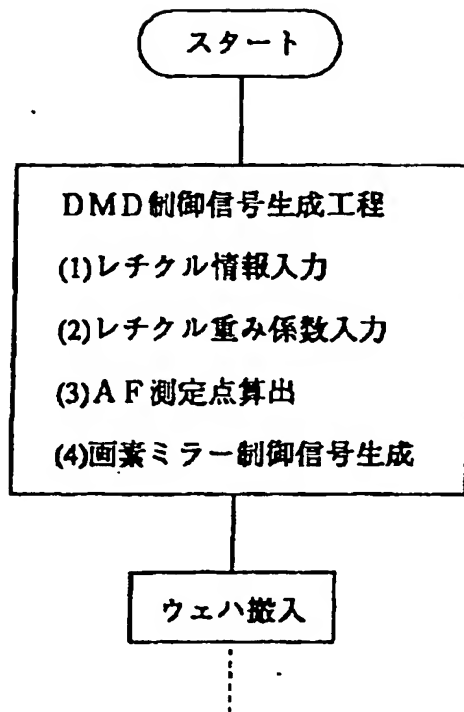 スタート
DMD制御信号生成工程
(1)レチクル情報入力
(2)レチクル重み係数入力
(3)AF測定点算出
(4)画素ミラー制御信号生成
ウェハ搬入